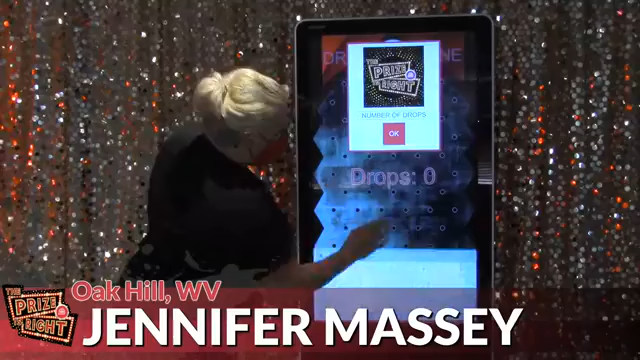 THE
PRIZE
IS
RIGHT
NUMBER OF DROPS
OK
Drops: 0
Oak Hill, WV
JENNIFER MASSEY
THE
PRIZE
IS
RIGHT